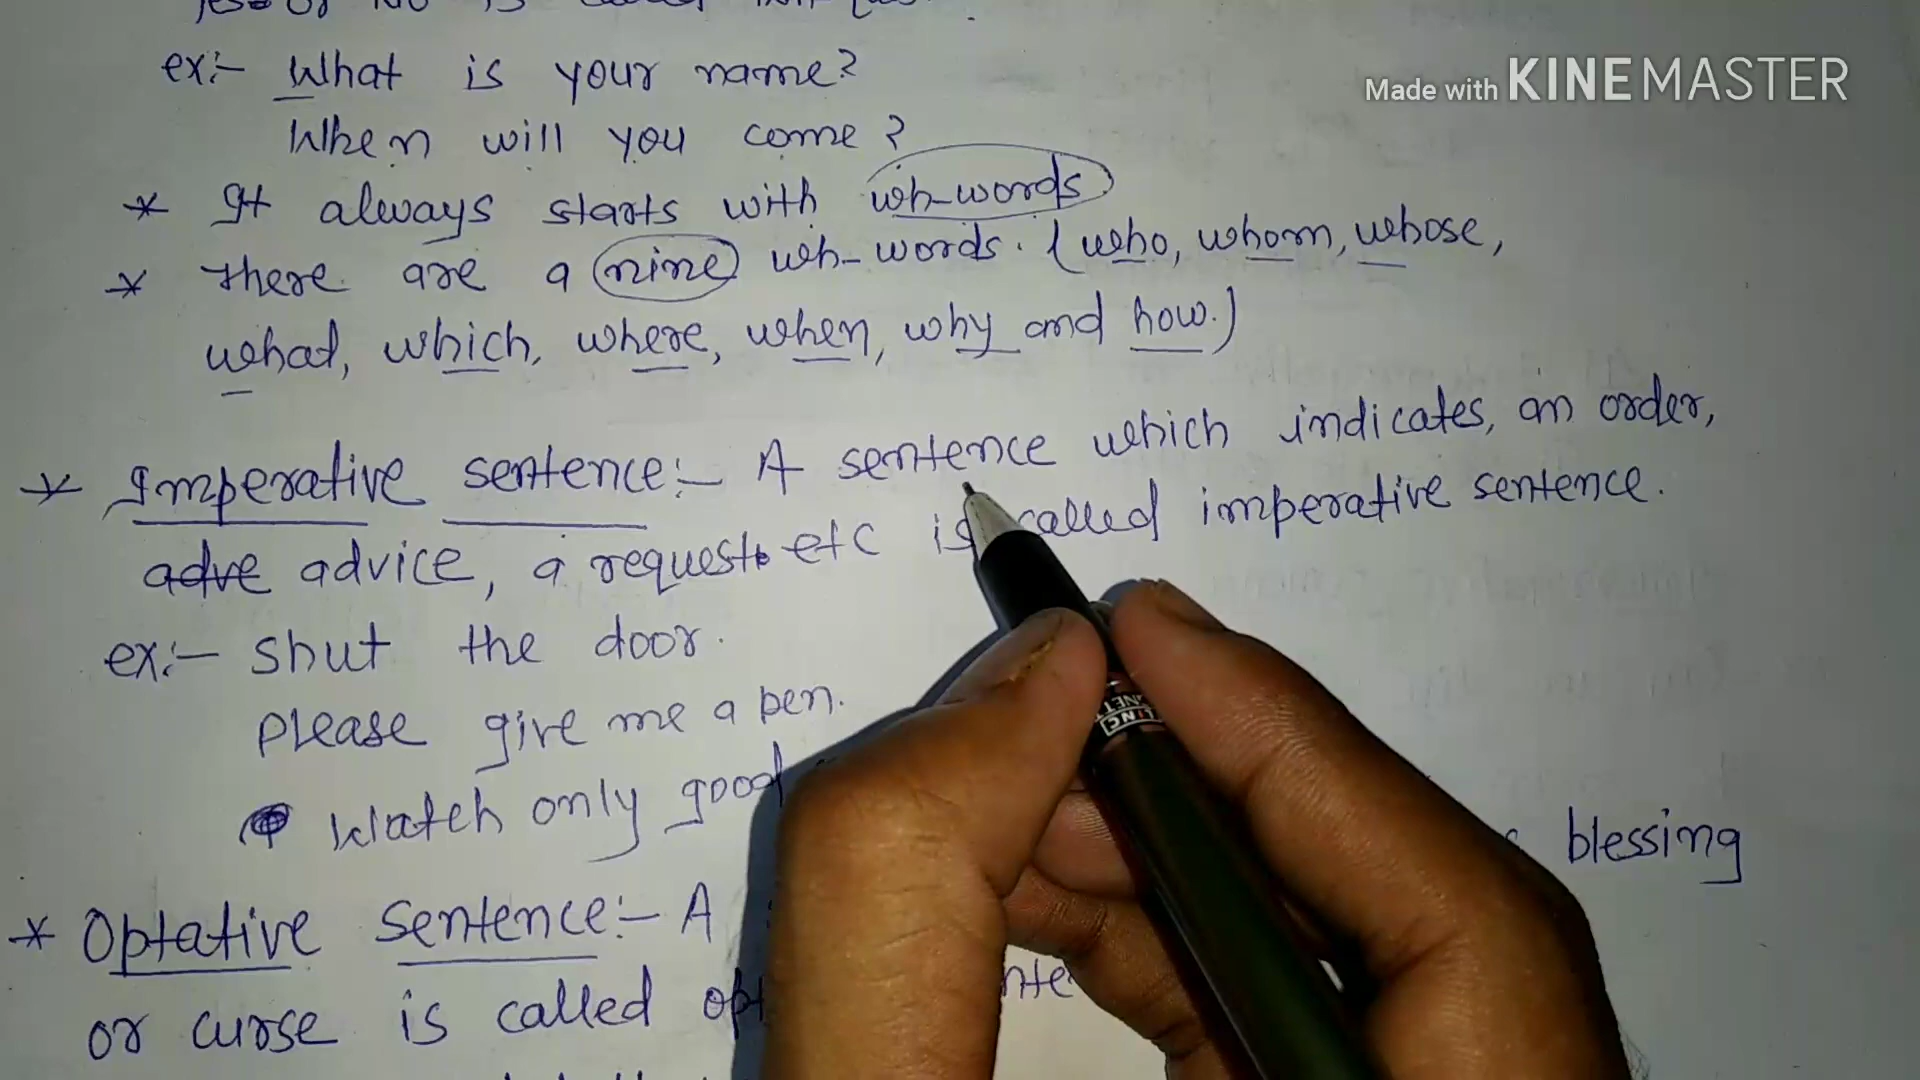 Made with KINEMASTER
ex:- What is your name?
When will you come?
* It always starts with wh-words
* There are a nine wh-words. (who, whom, whose,
what, which, where, when, why and how.)
* Imperative sentence:- A sentence which indicates, an order,
adve advice, a request. etc is called imperative sentence.
ex:- Shut the door.
Please give me a pen.
Watch only good
blessing
* Optative sentence:- A
or curse is called opt
LINC